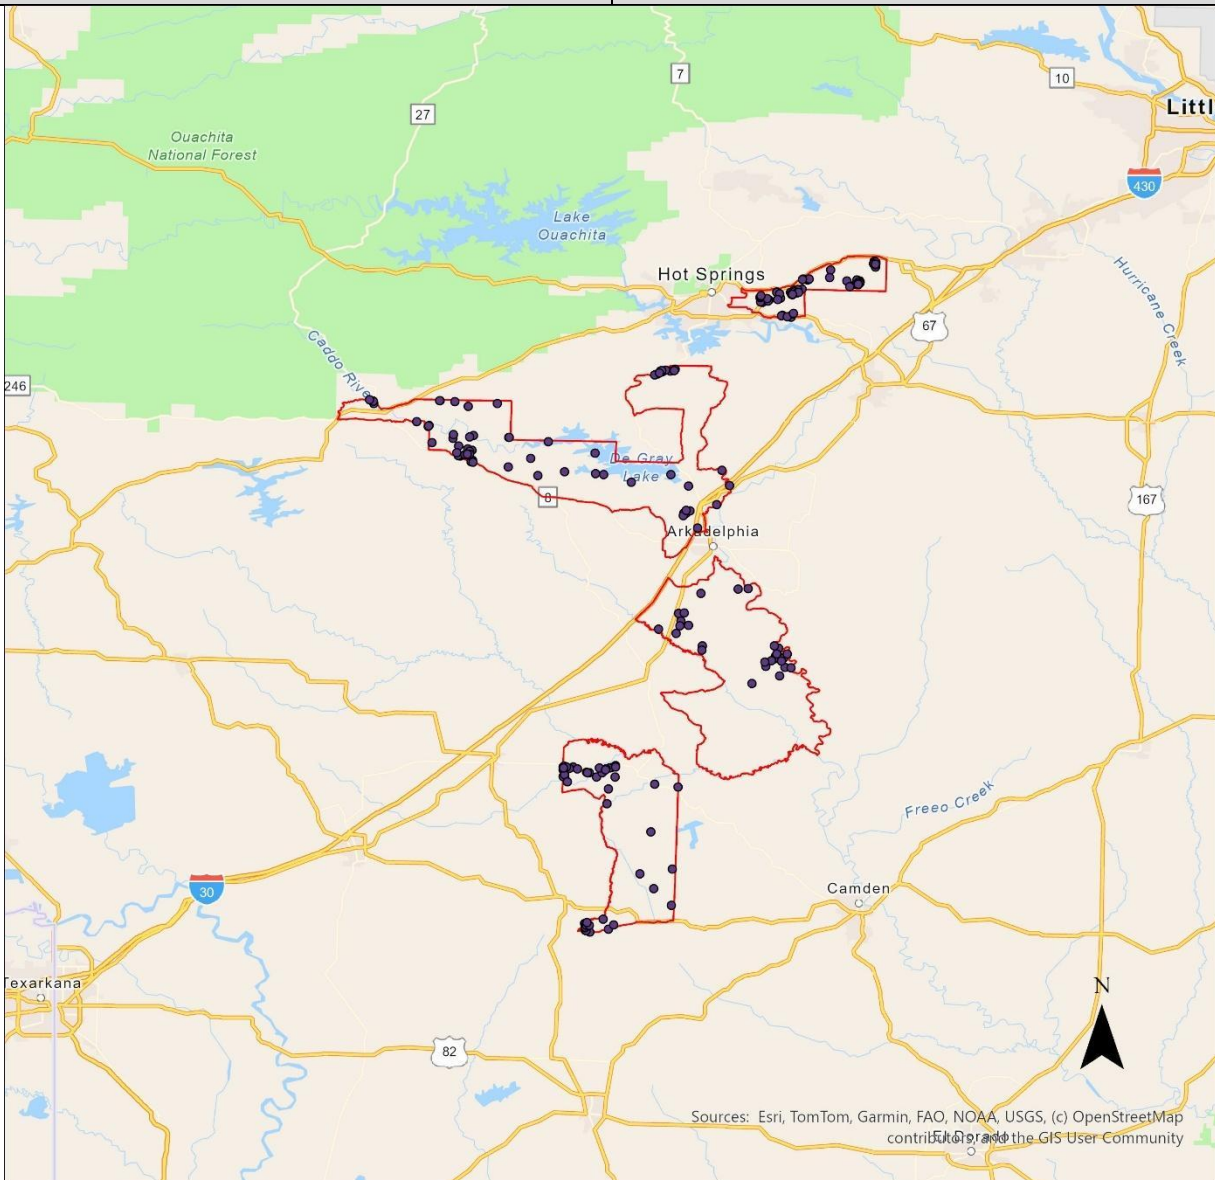 7
10
27
Littl
Ouachita
National Forest
430
Lake
Ouachita
Hot Springs
Hurricane Creek
67
Caddo River
246
De Gray
Lake
8
167
Arkadelphia
Freeo Creek
30
Camden
Texarkana
N
82
Sources: Esri, TomTom, Garmin, FAO, NOAA, USGS, (c) OpenStreetMap
contributors, and the GIS User Community
El Dorado